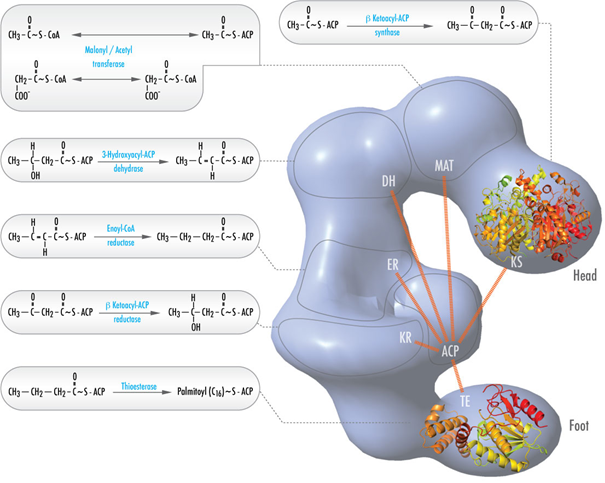 O
CH₃-C~S-CoA
O
CH₃-C~S-ACP
Malonyl / Acetyl
transferase
O
CH₂-C~S-CoA
COO⁻
O
CH₂-C~S-CoA
COO⁻
O
CH₃-C~S-ACP
β Ketoacyl-ACP
synthase
O O
CH₃-C-CH₂-C~S-ACP
H O
CH₃-C-CH₂-C~S-ACP
OH
3-Hydroxyacyl-ACP
dehydrase
H O
CH₃-C=C-C~S-ACP
H
H O
CH₃-C=C-C~S-ACP
H
Enoyl-CoA
reductase
O
CH₃-CH₂-CH₂-C~S-ACP
O O
CH₃-C-CH₂-C~S-ACP
β Ketoacyl-ACP
reductase
H O
CH₃-C-CH₂-C~S-ACP
OH
O
CH₃-CH₂-CH₂-C~S-ACP
Thioesterase
Palmitoyl (C₁₆)~S-ACP
DH
MAT
KS
Head
ER
KR
ACP
TE
Foot